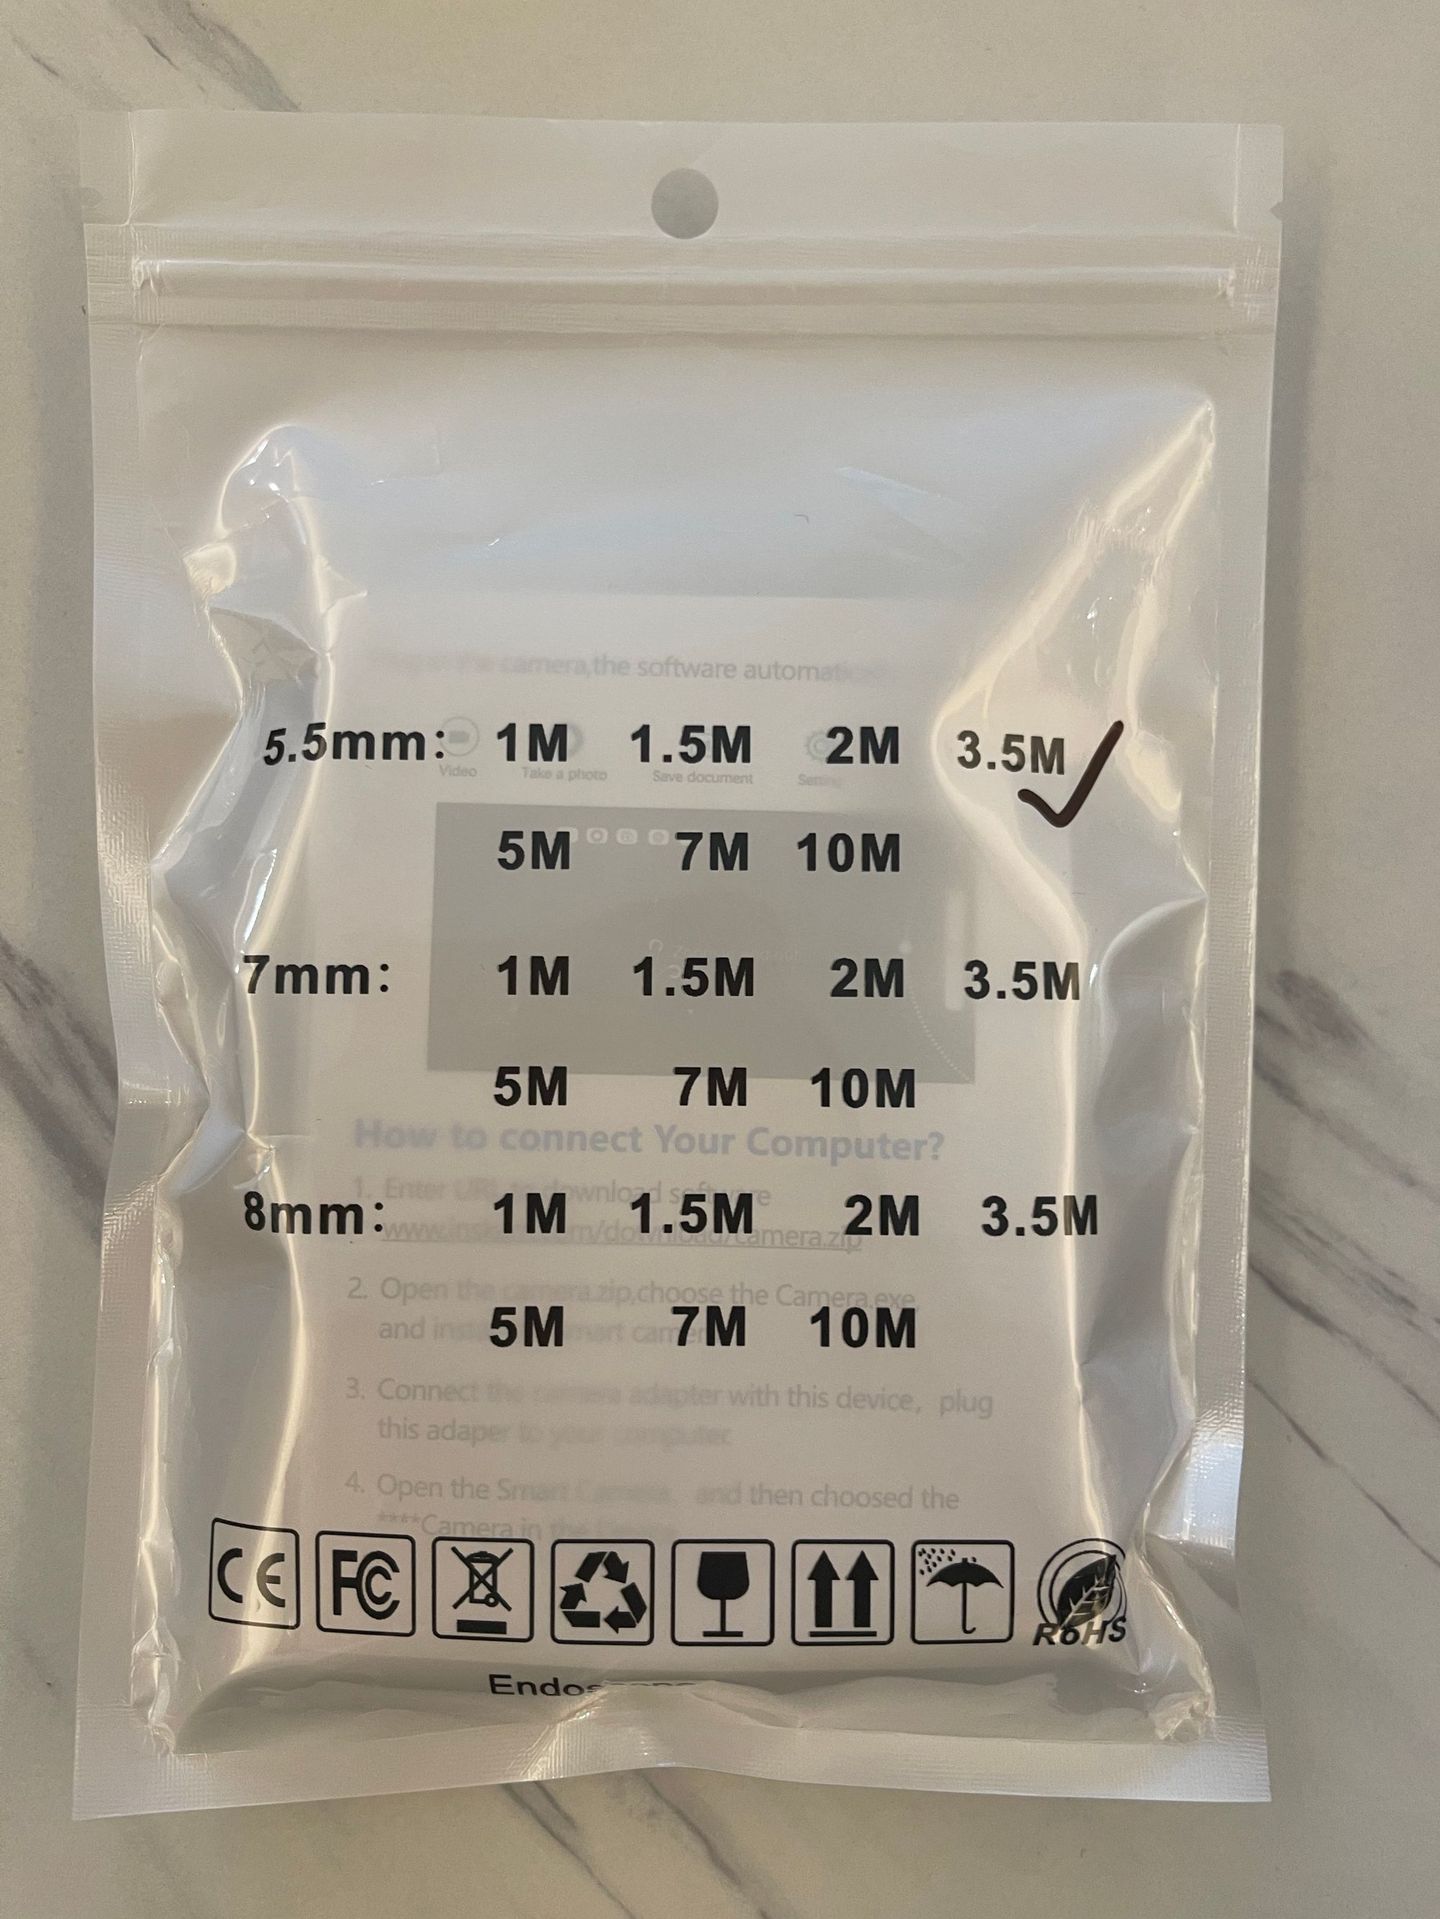 camera,the software automat
5.5mm: 1M 1.5M 2M 3.5M
Video Take a photo Save document
5M 7M 10M
7mm: 1M 1.5M 2M 3.5M
5M 7M 10M
How to connect Your Computer?
1. Enter URL to download software
8mm: 1M 1.5M 2M 3.5M
2. Open the camera.zip,choose the Camera.exe,
5M 7M 10M
3. Connect the camera adapter with this device, plug
this adaper to your computer.
4. Open the Smart Camera, and then choosed the
****Camera in
CE FC RoHS